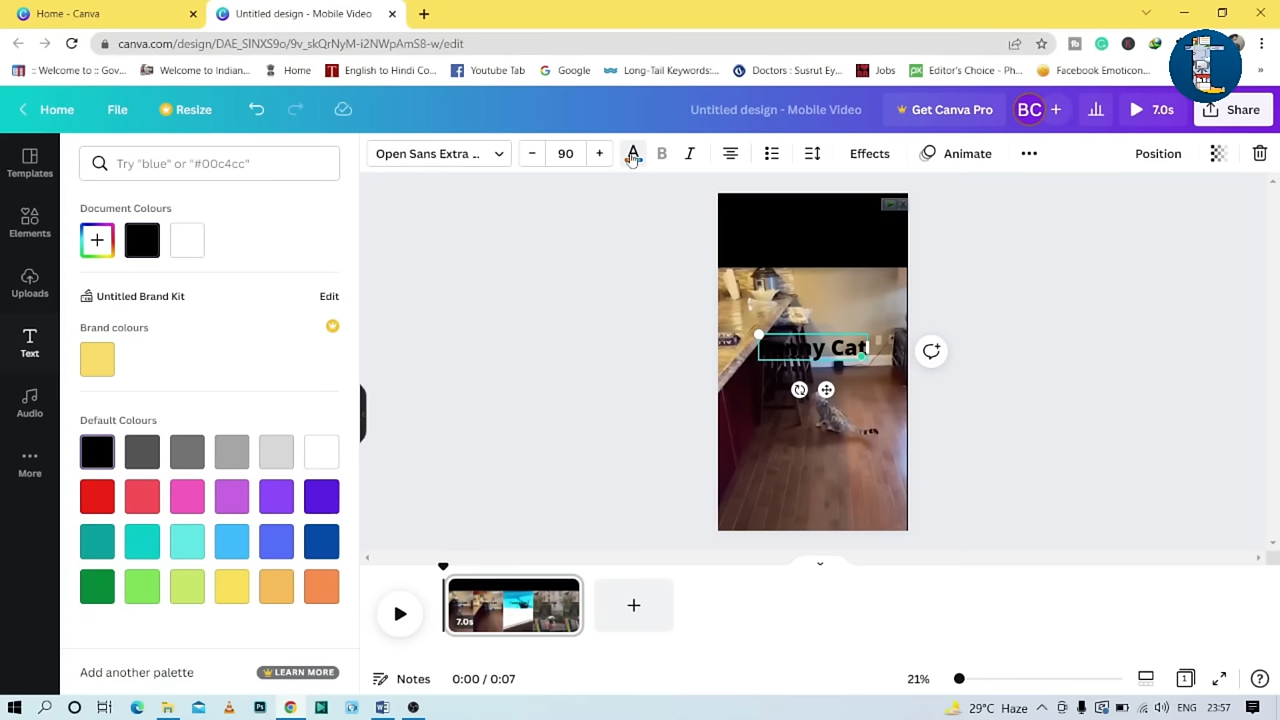 Home - Canva
Untitled design - Mobile Video
canva.com/design/DAE_SINXS9o/9v_skQrNyM-i2NWpAmS8-w/edit
:: Welcome to :: Gov...
Welcome to Indian...
Home
English to Hindi Co...
Youtube Tab
Google
Long-Tail Keywords:...
Doctors : Susrut Ey...
Jobs
Editor's Choice - Ph...
Facebook Emoticon...
Home
File
Resize
Untitled design - Mobile Video
Get Canva Pro
BC
7.0s
Share
Open Sans Extra ...
90
A
B
I
Effects
Animate
Position
Templates
Elements
Uploads
Text
Audio
More
Try "blue" or "#00c4cc"
Document Colours
Untitled Brand Kit
Edit
Brand colours
Default Colours
Add another palette
LEARN MORE
Cat
7.0s
Notes
0:00 / 0:07
21%
1
29°C Haze
ENG
23:57